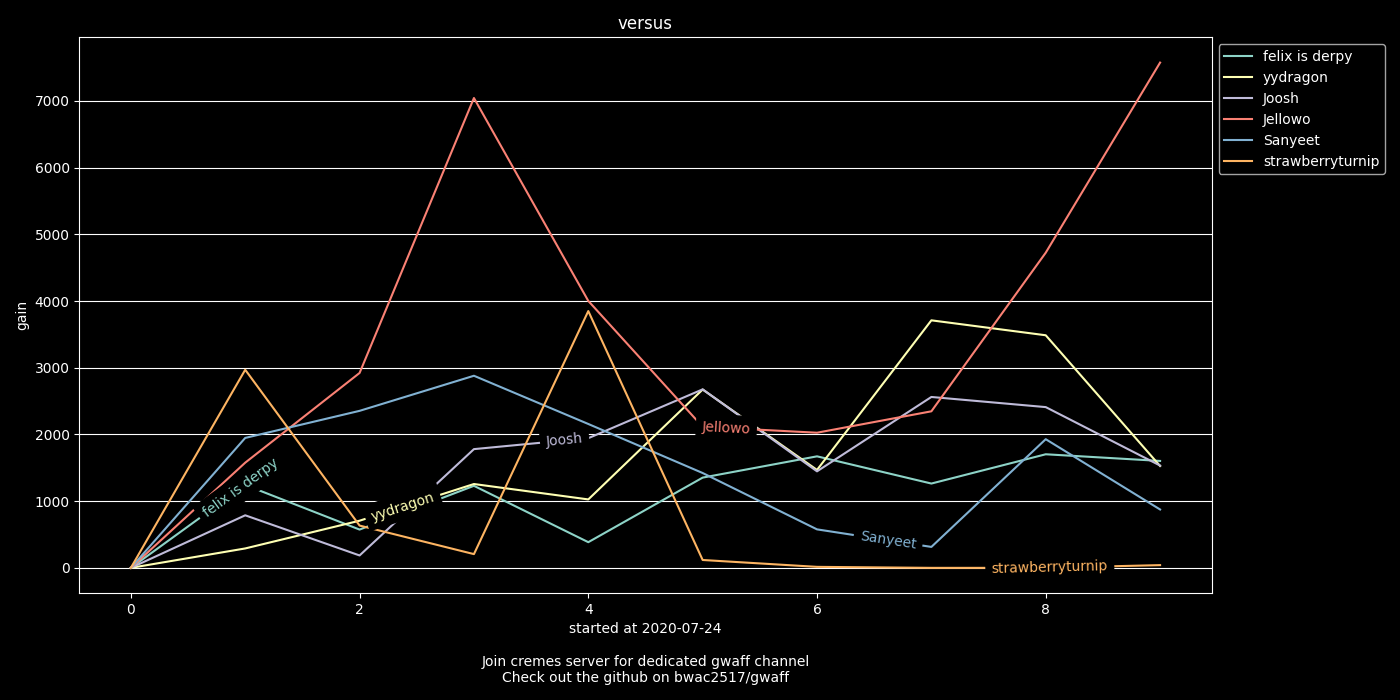 versus
felix is derpy
yydragon
Joosh
Jellowo
Sanyeet
strawberryturnip
gain
7000
6000
5000
4000
3000
2000
1000
0
felix is derpy
yydragon
Joosh
Jellowo
Sanyeet
strawberryturnip
0 2 4 6 8
started at 2020-07-24
Join cremes server for dedicated gwaff channel
Check out the github on bwac2517/gwaff